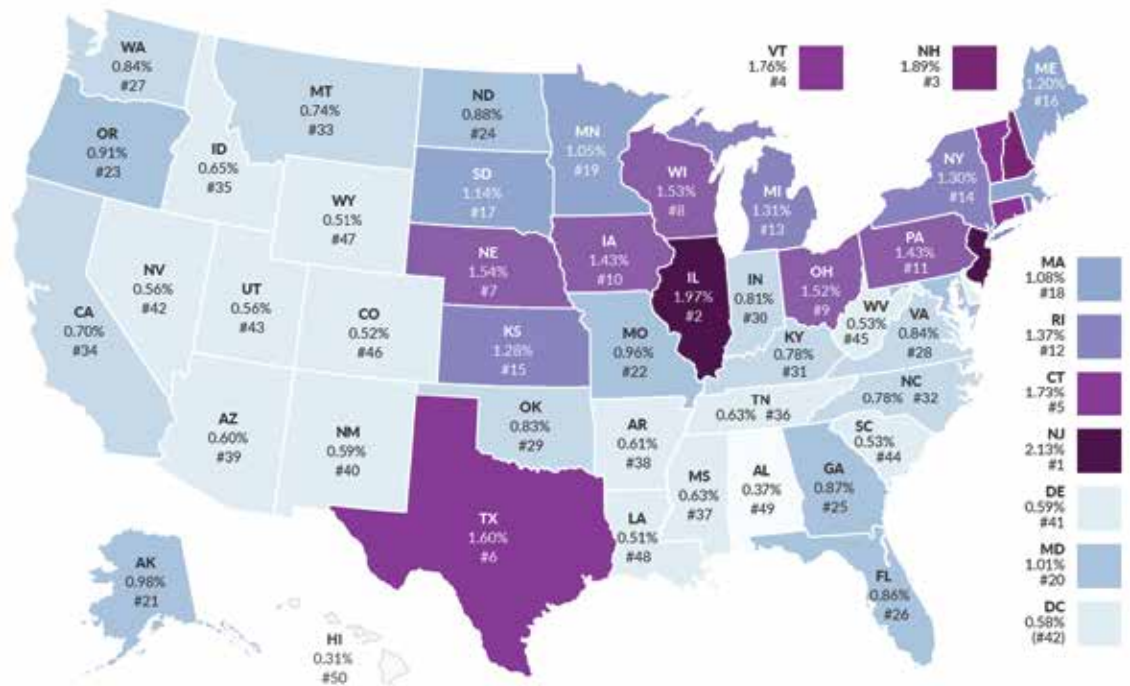 WA
0.84%
#27
MT
0.74%
#33
ND
0.88%
#24
MN
1.05%
#19
VT
1.76%
#4
NH
1.89%
#3
ME
1.20%
#16
OR
0.91%
#23
ID
0.65%
#35
WY
0.51%
#47
SD
1.14%
#17
WI
1.53%
#8
MI
1.31%
#13
NY
1.30%
#14
CA
0.70%
#34
NV
0.56%
#42
UT
0.56%
#43
CO
0.52%
#46
NE
1.54%
#7
IA
1.43%
#10
IL
1.97%
#2
IN
0.81%
#30
OH
1.52%
#9
PA
1.43%
#11
WV
0.53%
#45
VA
0.84%
#28
KS
1.28%
#15
MO
0.96%
#22
KY
0.78%
#31
NC
0.78% #32
TN
0.63% #36
SC
0.53%
#44
AZ
0.60%
#39
NM
0.59%
#40
OK
0.83%
#29
AR
0.61%
#38
MS
0.63%
#37
AL
0.37%
#49
GA
0.87%
#25
TX
1.60%
#6
LA
0.51%
#48
FL
0.86%
#26
AK
0.98%
#21
HI
0.31%
#50
MA
1.08%
#18
RI
1.37%
#12
CT
1.73%
#5
NJ
2.13%
#1
DE
0.59%
#41
MD
1.01%
#20
DC
0.58%
(#42)